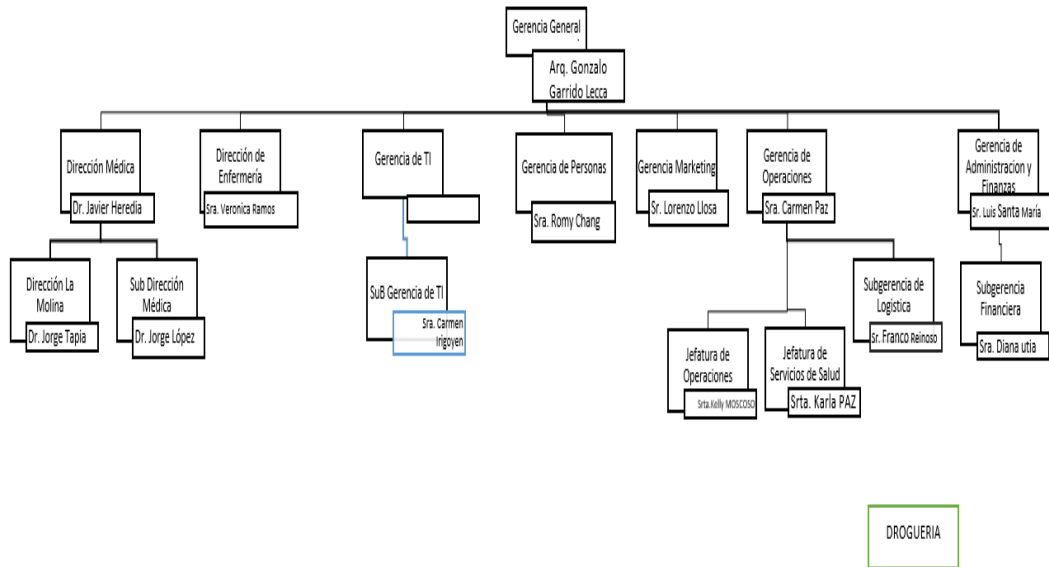 Gerencia General
.
Arq. Gonzalo
Garrido Lecca
Dirección Médica
Dr. Javier Heredia
Dirección de
Enfermería
Sra. Veronica Ramos
Gerencia de TI
Gerencia de Personas
Sra. Romy Chang
Gerencia Marketing
Sr. Lorenzo Llosa
Gerencia de
Operaciones
Sra. Carmen Paz
Gerencia de
Administracion y
Finanzas
Sr. Luis Santa María
Dirección La
Molina
Dr. Jorge Tapia
Sub Dirección
Médica
Dr. Jorge López
SuB Gerencia de TI
Sra. Carmen
Irigoyen
Subgerencia de
Logistica
Sr. Franco Reinoso
Subgerencia
Financiera
Sra. Diana utia
Jefatura de
Operaciones
Srta.Kelly MOSCOSO
Jefatura de
Servicios de Salud
Srta. Karla PAZ
DROGUERIA